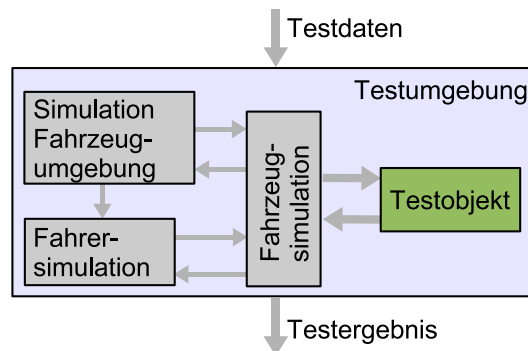 Testdaten
Testumgebung
Simulation
Fahrzeug-
umgebung
Fahrer-
simulation
Fahrzeug-
simulation
Testobjekt
Testergebnis